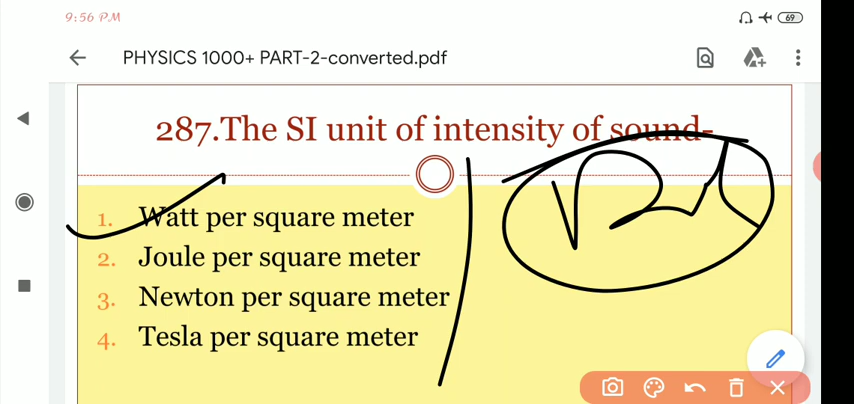 9:56 PM
69
PHYSICS 1000+ PART-2-converted.pdf
287.The SI unit of intensity of sound-
1. Watt per square meter
2. Joule per square meter
3. Newton per square meter
4. Tesla per square meter